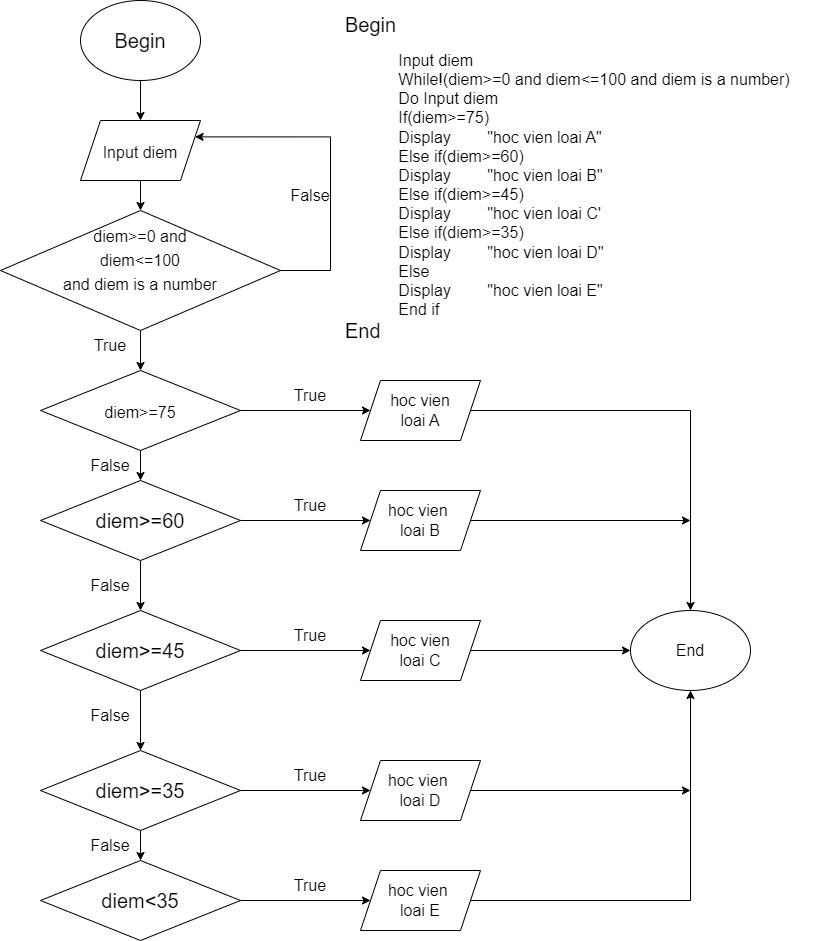 Begin
Begin
Input diem
While!(diem>=0 and diem<=100 and diem is a number)
Do Input diem
If(diem>=75)
Display "hoc vien loai A"
Else if(diem>=60)
Display "hoc vien loai B"
Else if(diem>=45)
Display "hoc vien loai C'
Else if(diem>=35)
Display "hoc vien loai D"
Else
Display "hoc vien loai E"
End if
End
Input diem
False
diem>=0 and
diem<=100
and diem is a number
True
diem>=75
True
hoc vien
loai A
False
diem>=60
True
hoc vien
loai B
False
diem>=45
True
hoc vien
loai C
End
False
diem>=35
True
hoc vien
loai D
False
diem<35
True
hoc vien
loai E